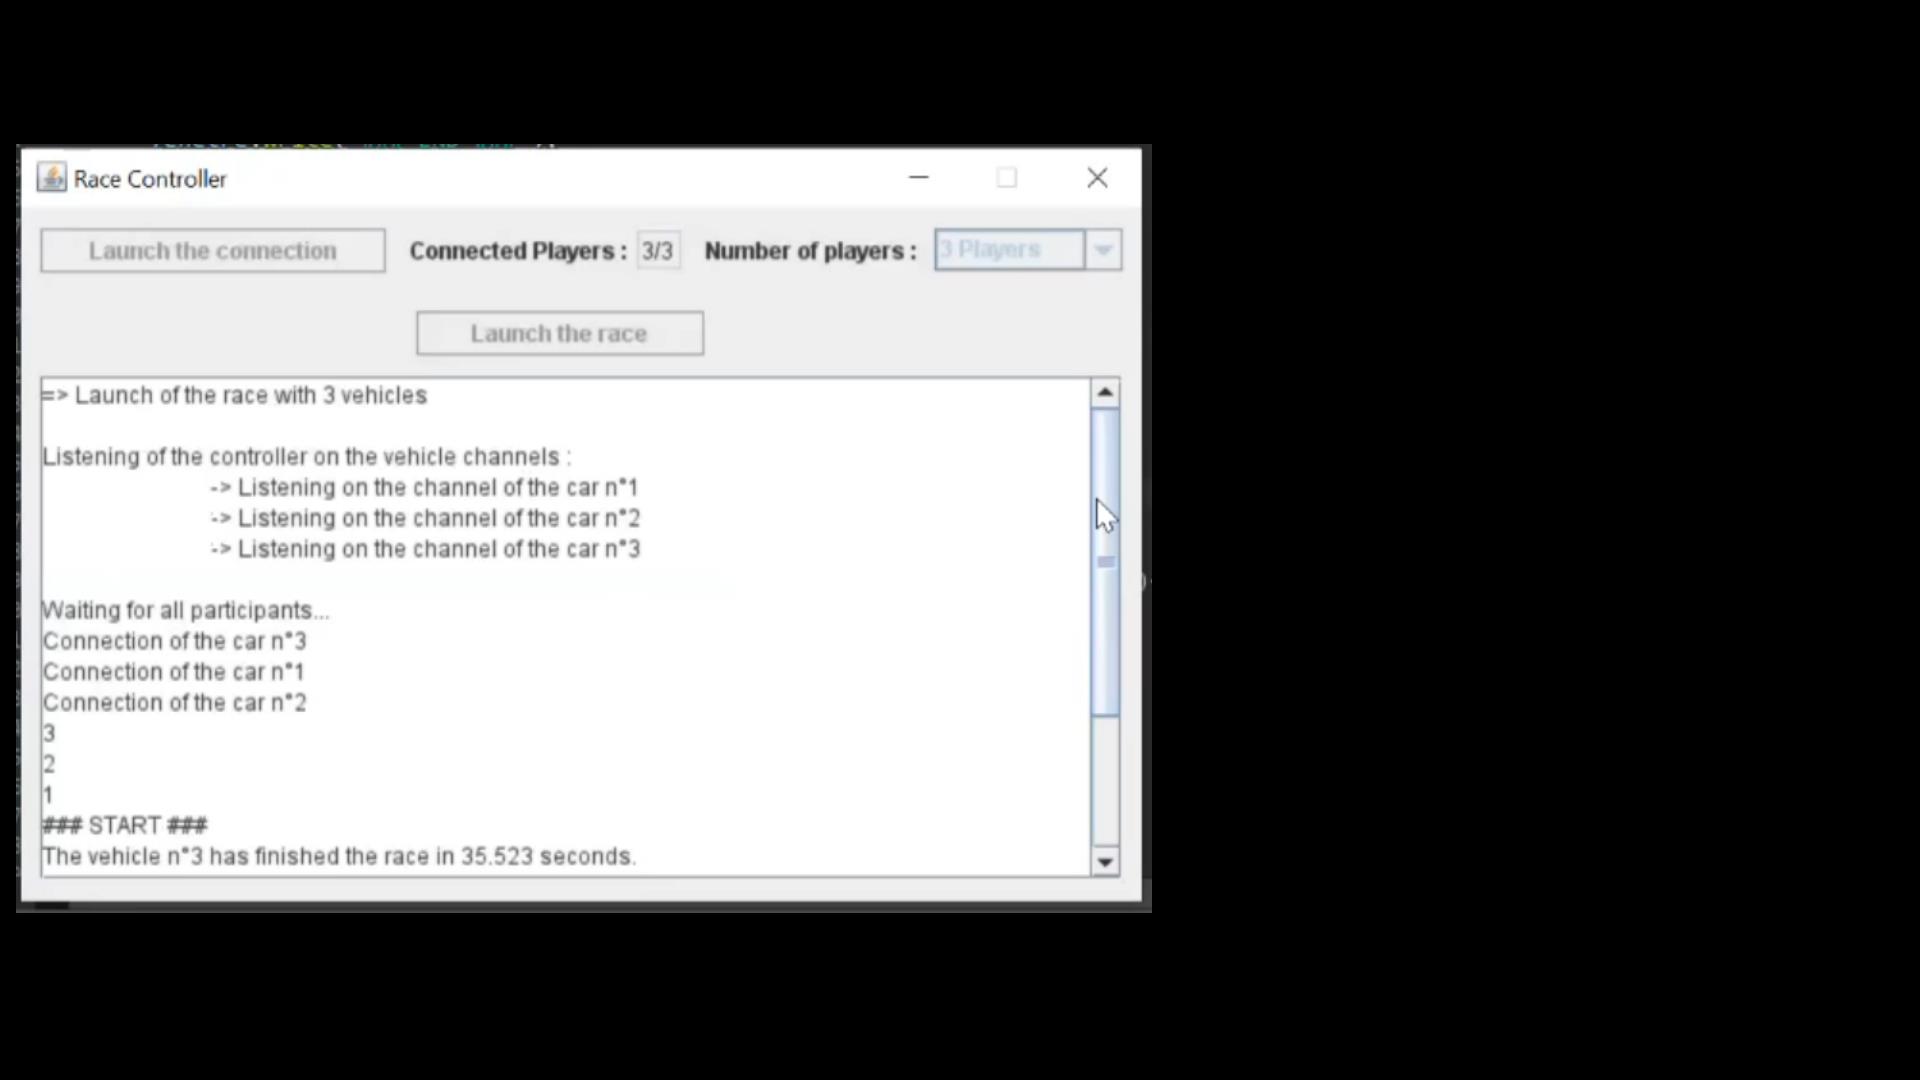 Race Controller
Launch the connection Connected Players : 3/3 Number of players : 3 Players
Launch the race
=> Launch of the race with 3 vehicles
Listening of the controller on the vehicle channels :
-> Listening on the channel of the car n°1
-> Listening on the channel of the car n°2
-> Listening on the channel of the car n°3
Waiting for all participants...
Connection of the car n°3
Connection of the car n°1
Connection of the car n°2
3
2
1
### START ###
The vehicle n°3 has finished the race in 35.523 seconds.